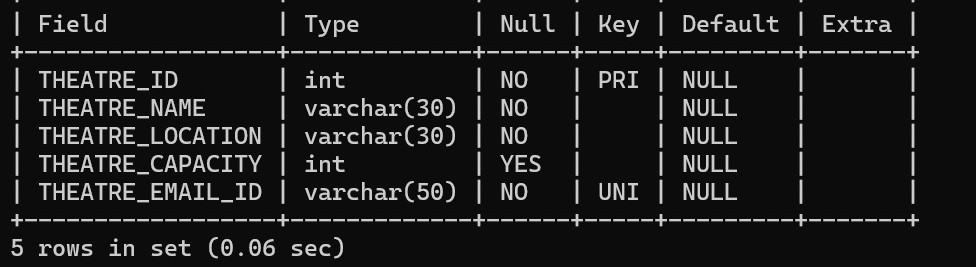 | Field            | Type        | Null | Key | Default | Extra |
+------------------+-------------+------+-----+---------+-------+
| THEATRE_ID       | int         | NO   | PRI | NULL    |       |
| THEATRE_NAME     | varchar(30) | NO   |     | NULL    |       |
| THEATRE_LOCATION | varchar(30) | NO   |     | NULL    |       |
| THEATRE_CAPACITY | int         | YES  |     | NULL    |       |
| THEATRE_EMAIL_ID | varchar(50) | NO   | UNI | NULL    |       |
+------------------+-------------+------+-----+---------+-------+
5 rows in set (0.06 sec)